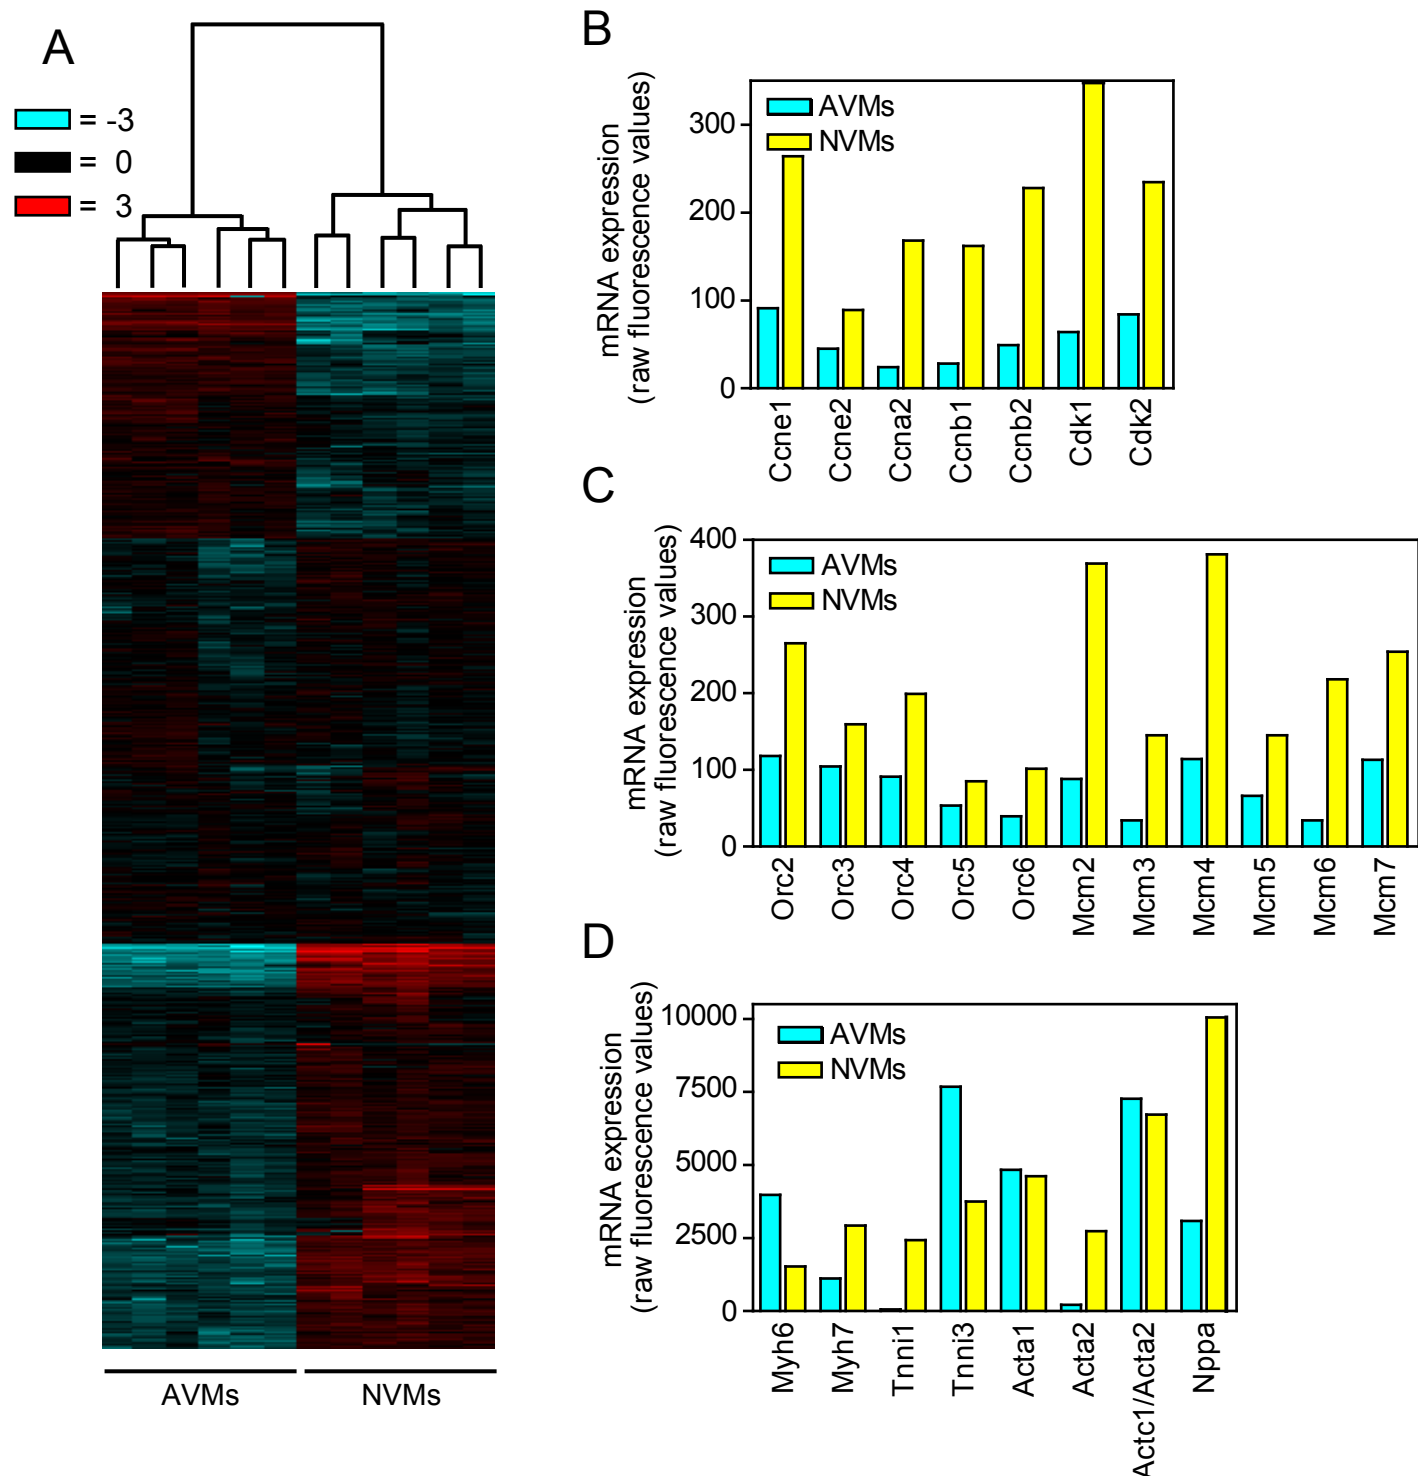 A
= -3
= 0
= 3
AVMs
NVMs
B
mRNA expression
(raw fluorescence values)
300
200
100
0
AVMs
NVMs
Ccne1
Ccne2
Ccna2
Ccnb1
Ccnb2
Cdk1
Cdk2
C
mRNA expression
(raw fluorescence values)
400
300
200
100
0
AVMs
NVMs
Orc2
Orc3
Orc4
Orc5
Orc6
Mcm2
Mcm3
Mcm4
Mcm5
Mcm6
Mcm7
D
mRNA expression
(raw fluorescence values)
10000
7500
5000
2500
0
AVMs
NVMs
Myh6
Myh7
Tnni1
Tnni3
Acta1
Acta2
Actc1/Acta2
Nppa